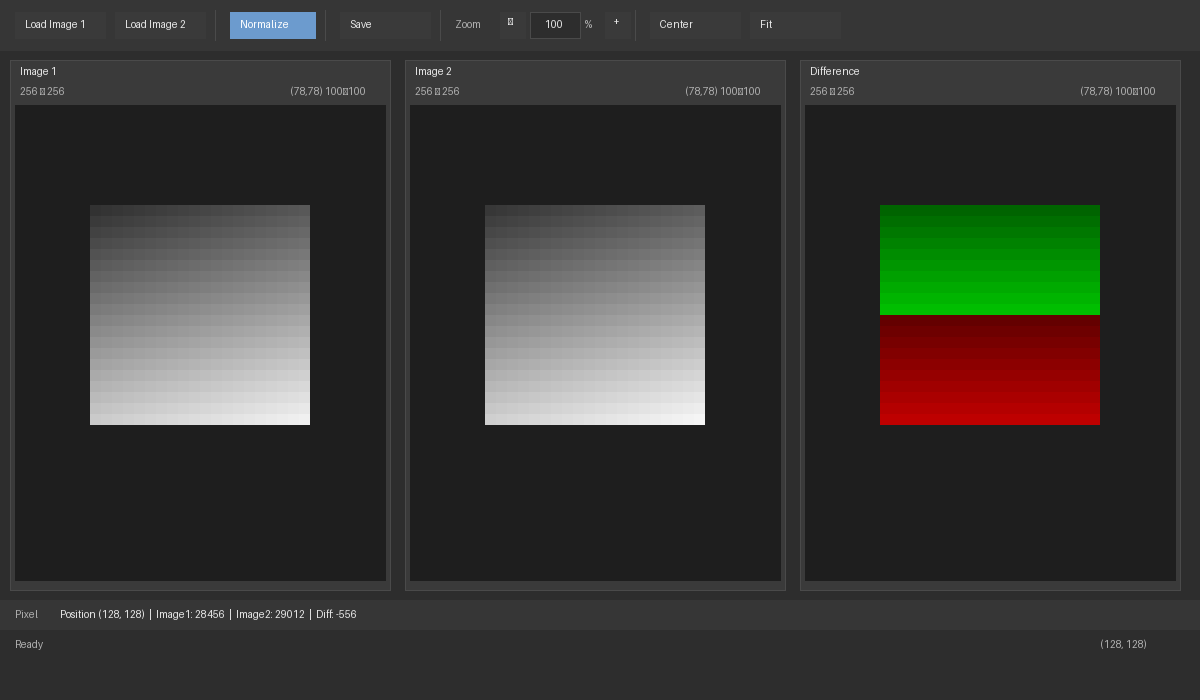 Load Image 1 Load Image 2 Normalize Save Zoom 100 % + Center Fit
Image 1 Image 2 Difference
256 256 (78,78) 100 100 256 256 (78,78) 100 100 256 256 (78,78) 100 100
Pixel Position (128, 128) | Image1: 28456 | Image2: 29012 | Diff: -556
Ready (128, 128)